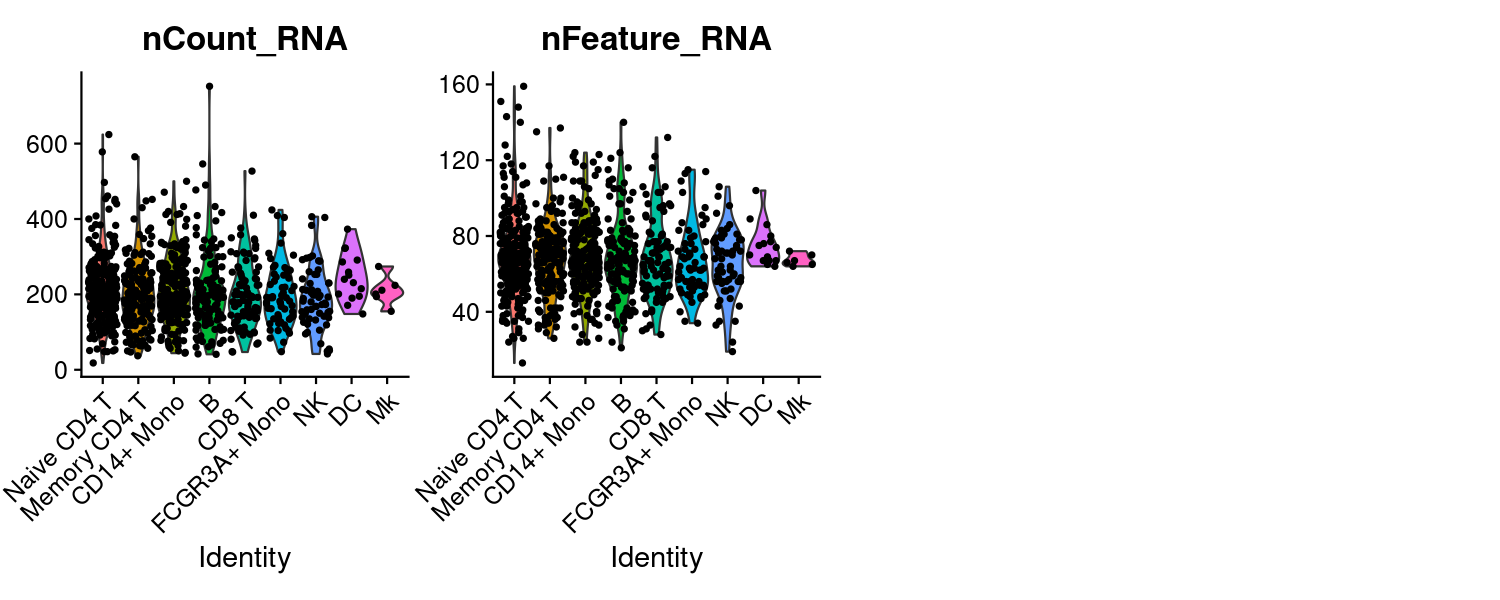 nCount_RNA
600
400
200
0
Naive CD4 T
Memory CD4 T
CD14+ Mono
B
CD8 T
FCGR3A+ Mono
NK
DC
Mk
Identity
nFeature_RNA
160
120
80
40
Naive CD4 T
Memory CD4 T
CD14+ Mono
B
CD8 T
FCGR3A+ Mono
NK
DC
Mk
Identity